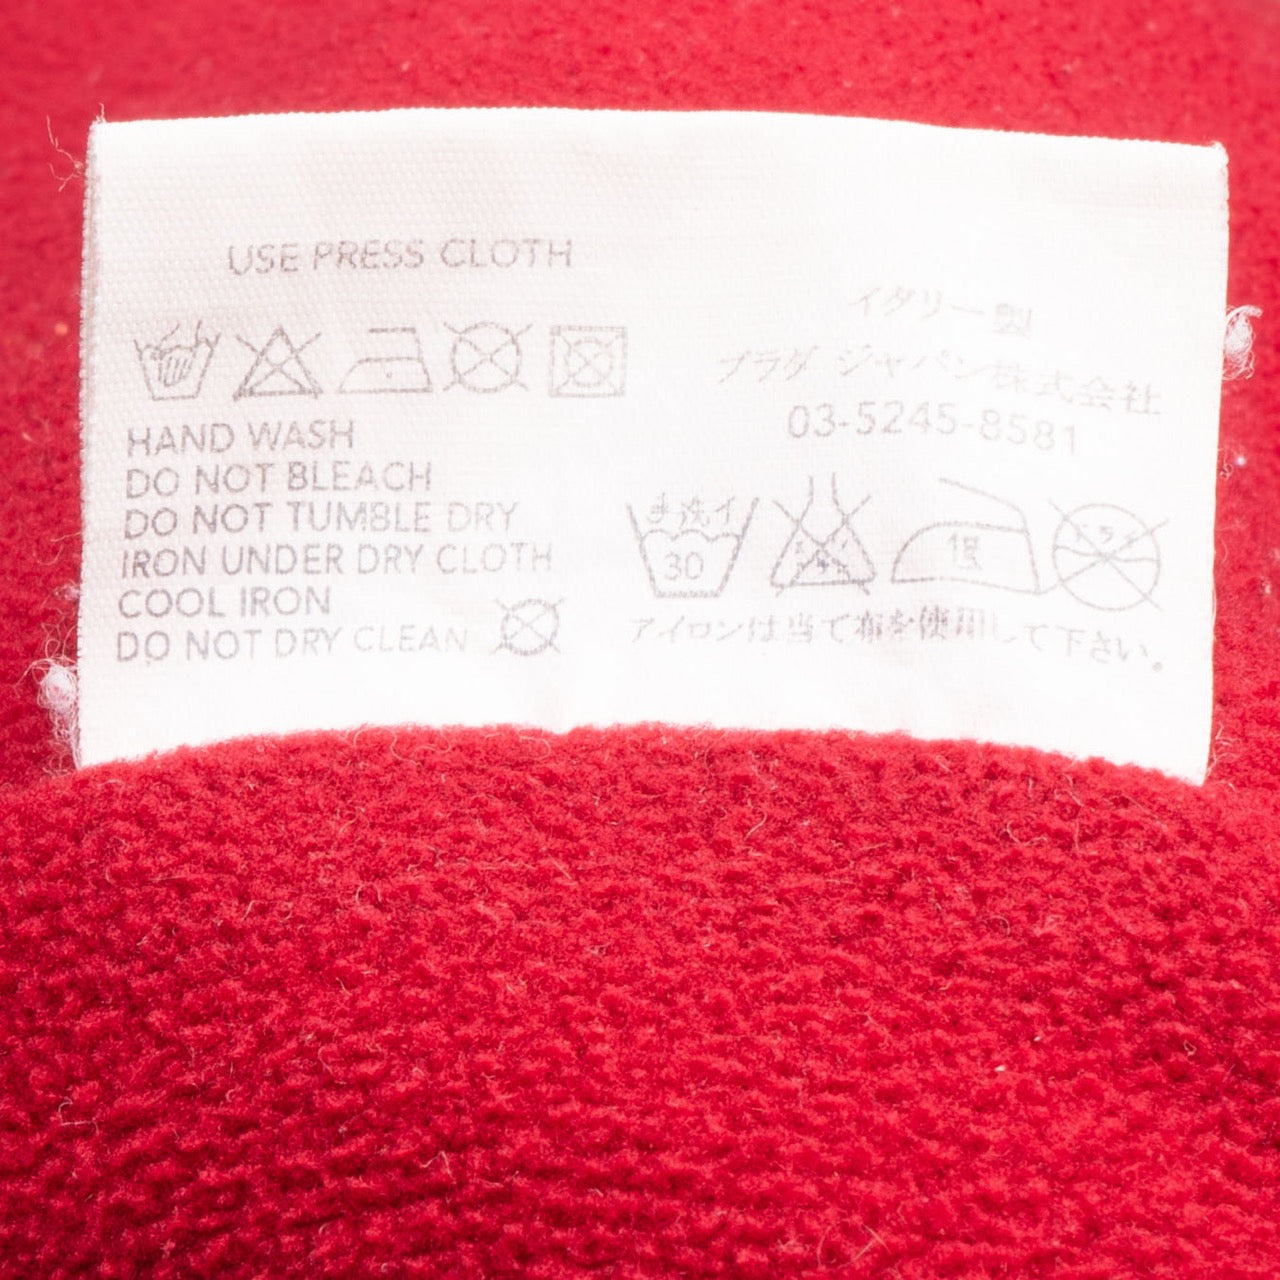 USE PRESS CLOTH
HAND WASH
DO NOT BLEACH
DO NOT TUMBLE DRY
IRON UNDER DRY CLOTH
COOL IRON
DO NOT DRY CLEAN
イタリー製
プラダ ジャパン株式会社
03-5245-8581
手洗イ
30
アイロンは当て布を使用して下さい。